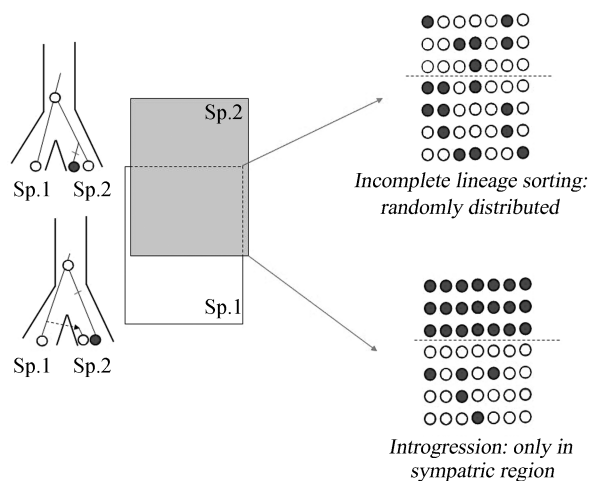 Sp.1 Sp.2
Sp.2
Sp.1
Sp.1 Sp.2
Incomplete lineage sorting:
randomly distributed
Introgression: only in
sympatric region